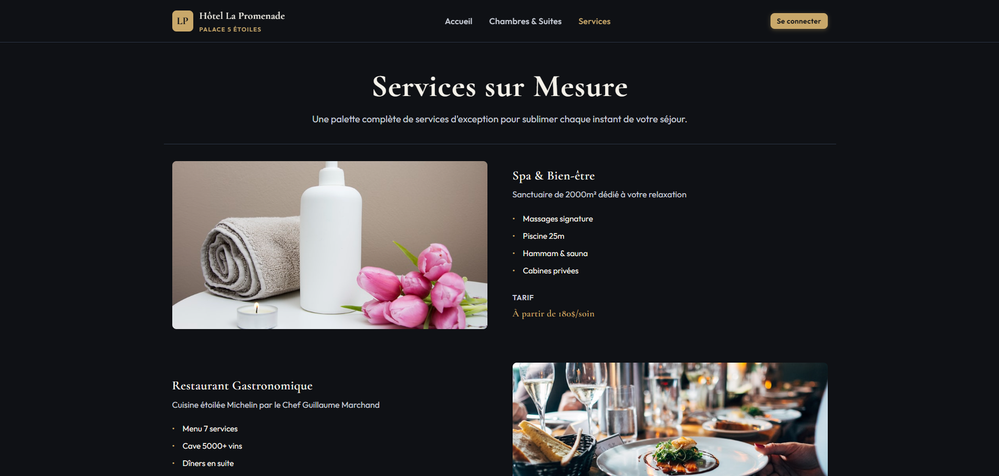 LP
Hôtel La Promenade
PALACE 5 ÉTOILES
Accueil
Chambres & Suites
Services
Se connecter
Services sur Mesure
Une palette complète de services d'exception pour sublimer chaque instant de votre séjour.
Spa & Bien-être
Sanctuaire de 2000m² dédié à votre relaxation
• Massages signature
• Piscine 25m
• Hammam & sauna
• Cabines privées
TARIF
À partir de 180$/soin
Restaurant Gastronomique
Cuisine étoilée Michelin par le Chef Guillaume Marchand
• Menu 7 services
• Cave 5000+ vins
• Dîners en suite